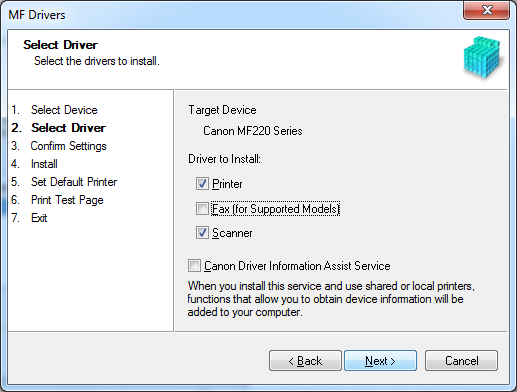 MF Drivers
Select Driver
Select the drivers to install.
1. Select Device
2. Select Driver
3. Confirm Settings
4. Install
5. Set Default Printer
6. Print Test Page
7. Exit
Target Device
Canon MF220 Series
Driver to Install:
Printer
Fax (for Supported Models)
Scanner
Canon Driver Information Assist Service
When you install this service and use shared or local printers,
functions that allow you to obtain device information will be
added to your computer.
< Back
Next >
Cancel